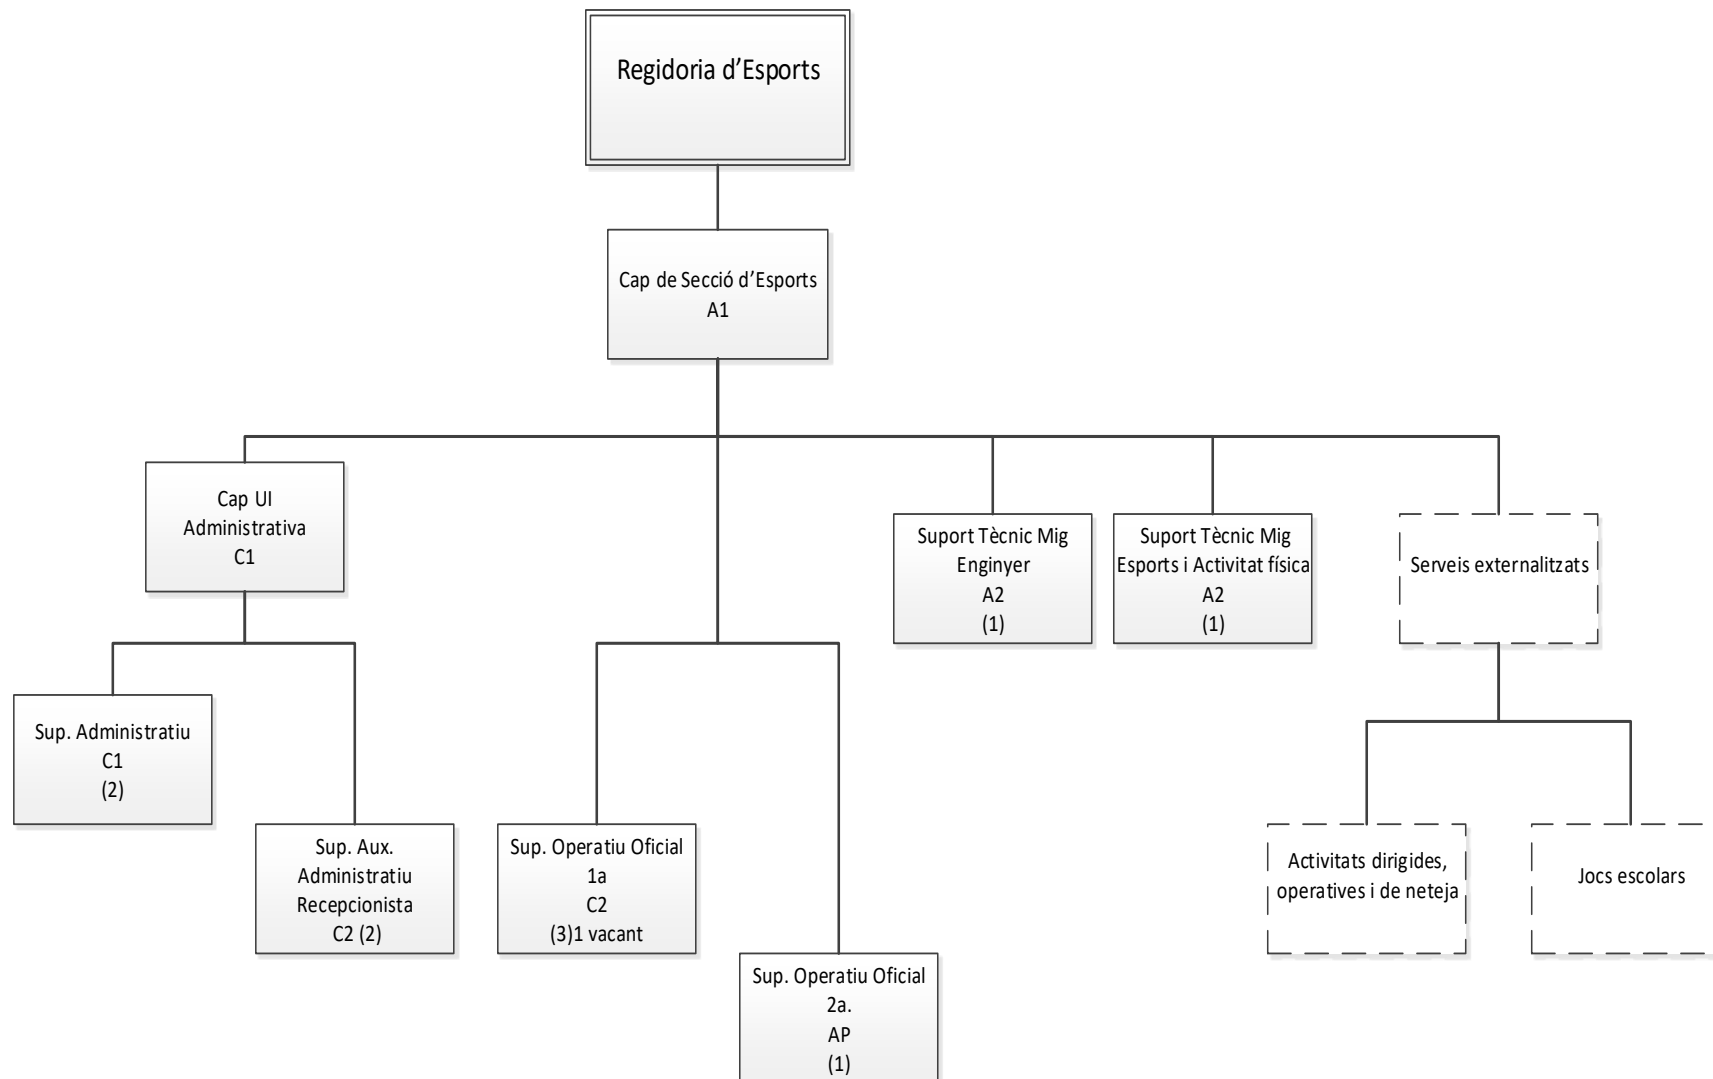 Regidoria d’Esports
Cap de Secció d’Esports
A1
Cap UI
Administrativa
C1
Suport Tècnic Mig
Enginyer
A2
(1)
Suport Tècnic Mig
Esports i Activitat física
A2
(1)
Serveis externalitzats
Sup. Administratiu
C1
(2)
Sup. Aux.
Administratiu
Recepcionista
C2 (2)
Sup. Operatiu Oficial
1a
C2
(3)1 vacant
Sup. Operatiu Oficial
2a.
AP
(1)
Activitats dirigides,
operatives i de neteja
Jocs escolars